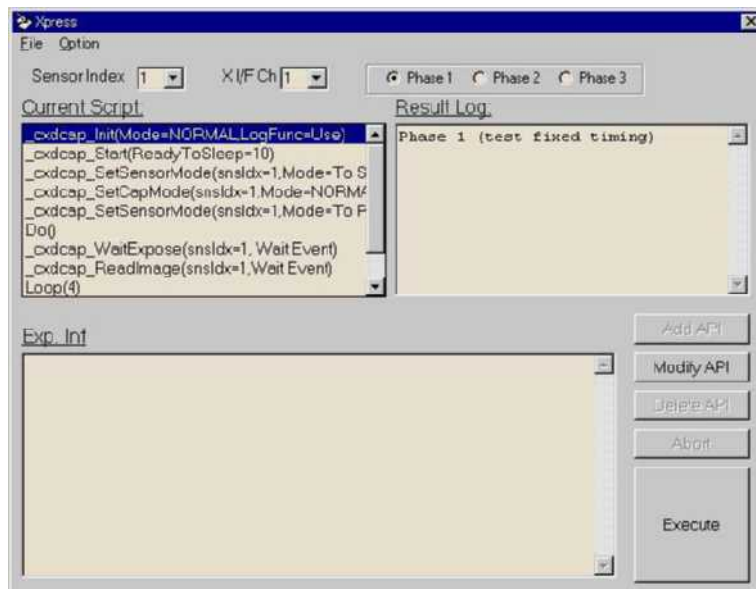 Xpress
File Option
Sensor Index 1 X I/F Ch 1 Phase 1 Phase 2 Phase 3
Current Script:
_cxdcap_Init(Mode=NORMAL,LogFunc=Use)
_cxdcap_Start(ReadyToSleep=10)
_cxdcap_SetSensorMode(snsIdx=1,Mode=To S
_cxdcap_SetCapMode(snsIdx=1,Mode=NORMA
_cxdcap_SetSensorMode(snsIdx=1,Mode=To F
Do()
_cxdcap_WaitExpose(snsIdx=1, Wait Event)
_cxdcap_ReadImage(snsIdx=1,Wait Event)
Loop(4)
Result Log:
Phase 1 (test fixed timing)
Exp. Inf
Add API
Modify API
Delete API
Abort
Execute